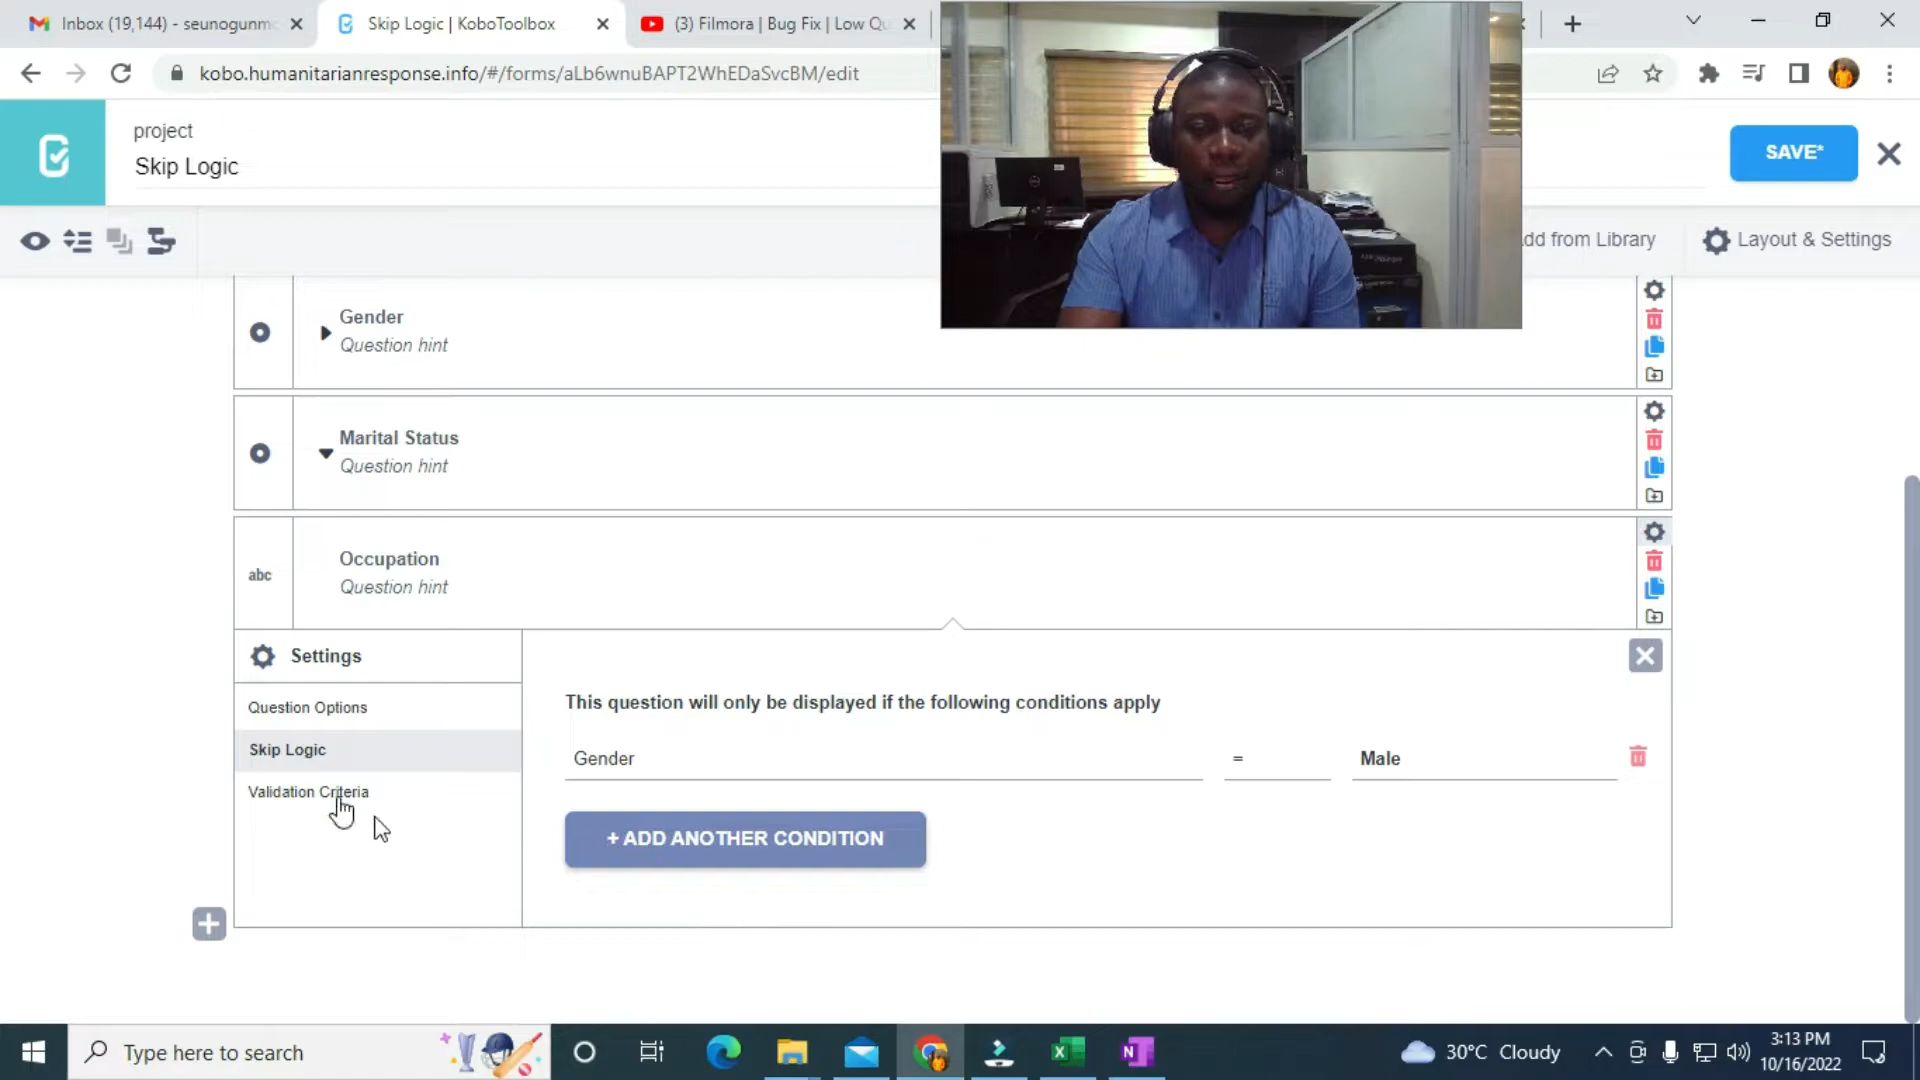 Inbox (19,144) - seunogunmo
Skip Logic | KoboToolbox
(3) Filmora | Bug Fix | Low Qu
kobo.humanitarianresponse.info/#/forms/aLb6wnuBAPT2WhEDaSvcBM/edit
project
Skip Logic
SAVE*
dd from Library
Layout & Settings
Gender
Question hint
Marital Status
Question hint
abc
Occupation
Question hint
Settings
Question Options
Skip Logic
Validation Criteria
This question will only be displayed if the following conditions apply
Gender
=
Male
+ ADD ANOTHER CONDITION
Type here to search
30°C Cloudy
3:13 PM
10/16/2022